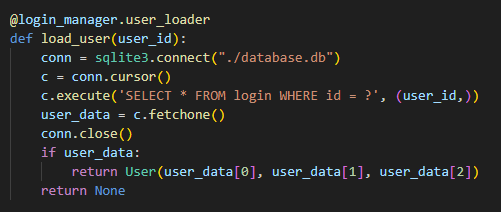 @login_manager.user_loader
def load_user(user_id):
    conn = sqlite3.connect("./database.db")
    c = conn.cursor()
    c.execute('SELECT * FROM login WHERE id = ?', (user_id,))
    user_data = c.fetchone()
    conn.close()
    if user_data:
        return User(user_data[0], user_data[1], user_data[2])
    return None